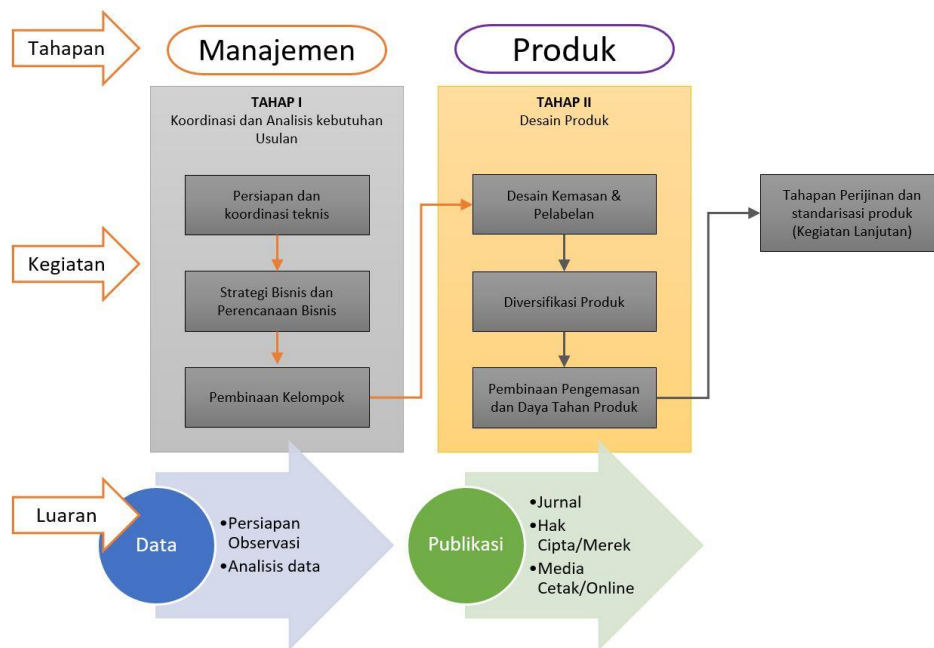 Tahapan
Manajemen
Produk
TAHAP I
Koordinasi dan Analisis kebutuhan
Usulan
TAHAP II
Desain Produk
Kegiatan
Persiapan dan
koordinasi teknis
Strategi Bisnis dan
Perencanaan Bisnis
Pembinaan Kelompok
Desain Kemasan &
Pelabelan
Diversifikasi Produk
Pembinaan Pengemasan
dan Daya Tahan Produk
Tahapan Perijinan dan
standarisasi produk
(Kegiatan Lanjutan)
Luaran
Data
•Persiapan
Observasi
•Analisis data
Publikasi
•Jurnal
•Hak
Cipta/Merek
•Media
Cetak/Online